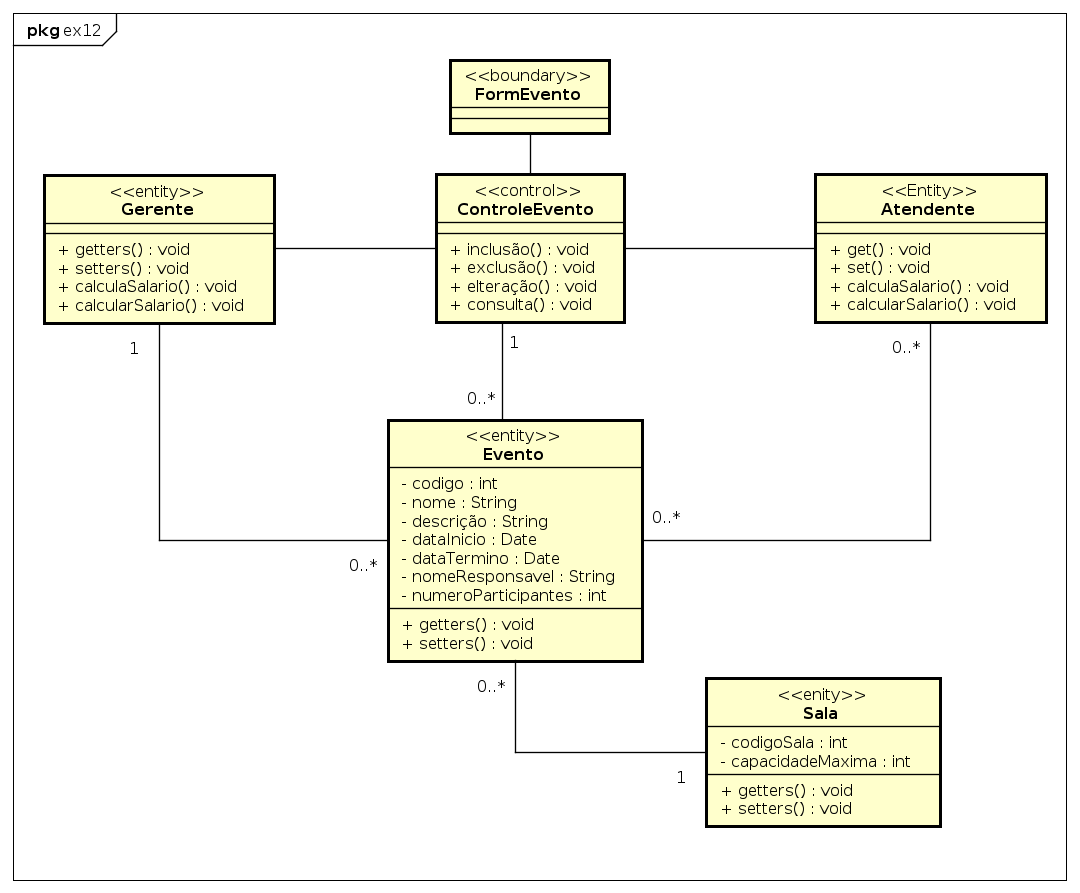 pkg ex12
<<boundary>>
FormEvento
<<entity>>
Gerente
+ getters() : void
+ setters() : void
+ calculaSalario() : void
+ calcularSalario() : void
<<control>>
ControleEvento
+ inclusão() : void
+ exclusão() : void
+ elteração() : void
+ consulta() : void
<<Entity>>
Atendente
+ get() : void
+ set() : void
+ calculaSalario() : void
+ calcularSalario() : void
1
1
0..*
0..*
<<entity>>
Evento
- codigo : int
- nome : String
- descrição : String
- dataInicio : Date
- dataTermino : Date
- nomeResponsavel : String
- numeroParticipantes : int
+ getters() : void
+ setters() : void
0..*
0..*
0..*
1
<<enity>>
Sala
- codigoSala : int
- capacidadeMaxima : int
+ getters() : void
+ setters() : void